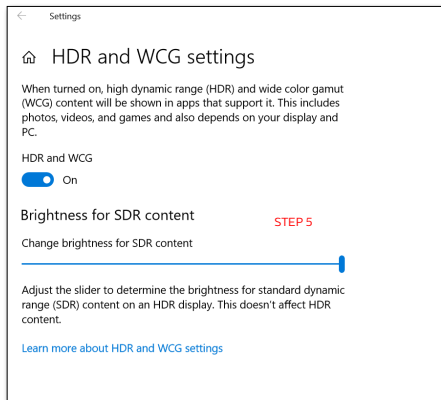 Settings
HDR and WCG settings
When turned on, high dynamic range (HDR) and wide color gamut
(WCG) content will be shown in apps that support it. This includes
photos, videos, and games and also depends on your display and
PC.
HDR and WCG
On
Brightness for SDR content
STEP 5
Change brightness for SDR content
Adjust the slider to determine the brightness for standard dynamic
range (SDR) content on an HDR display. This doesn't affect HDR
content.
Learn more about HDR and WCG settings